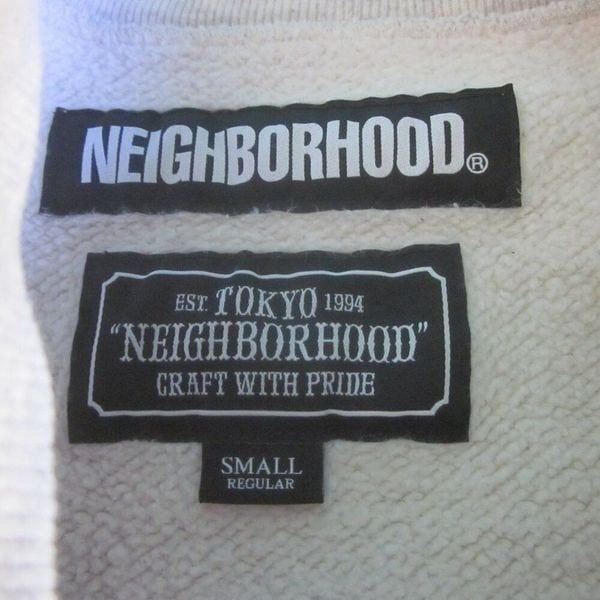 NEIGHBORHOOD®
EST. TOKYO 1994
"NEIGHBORHOOD"
CRAFT WITH PRIDE
SMALL
REGULAR